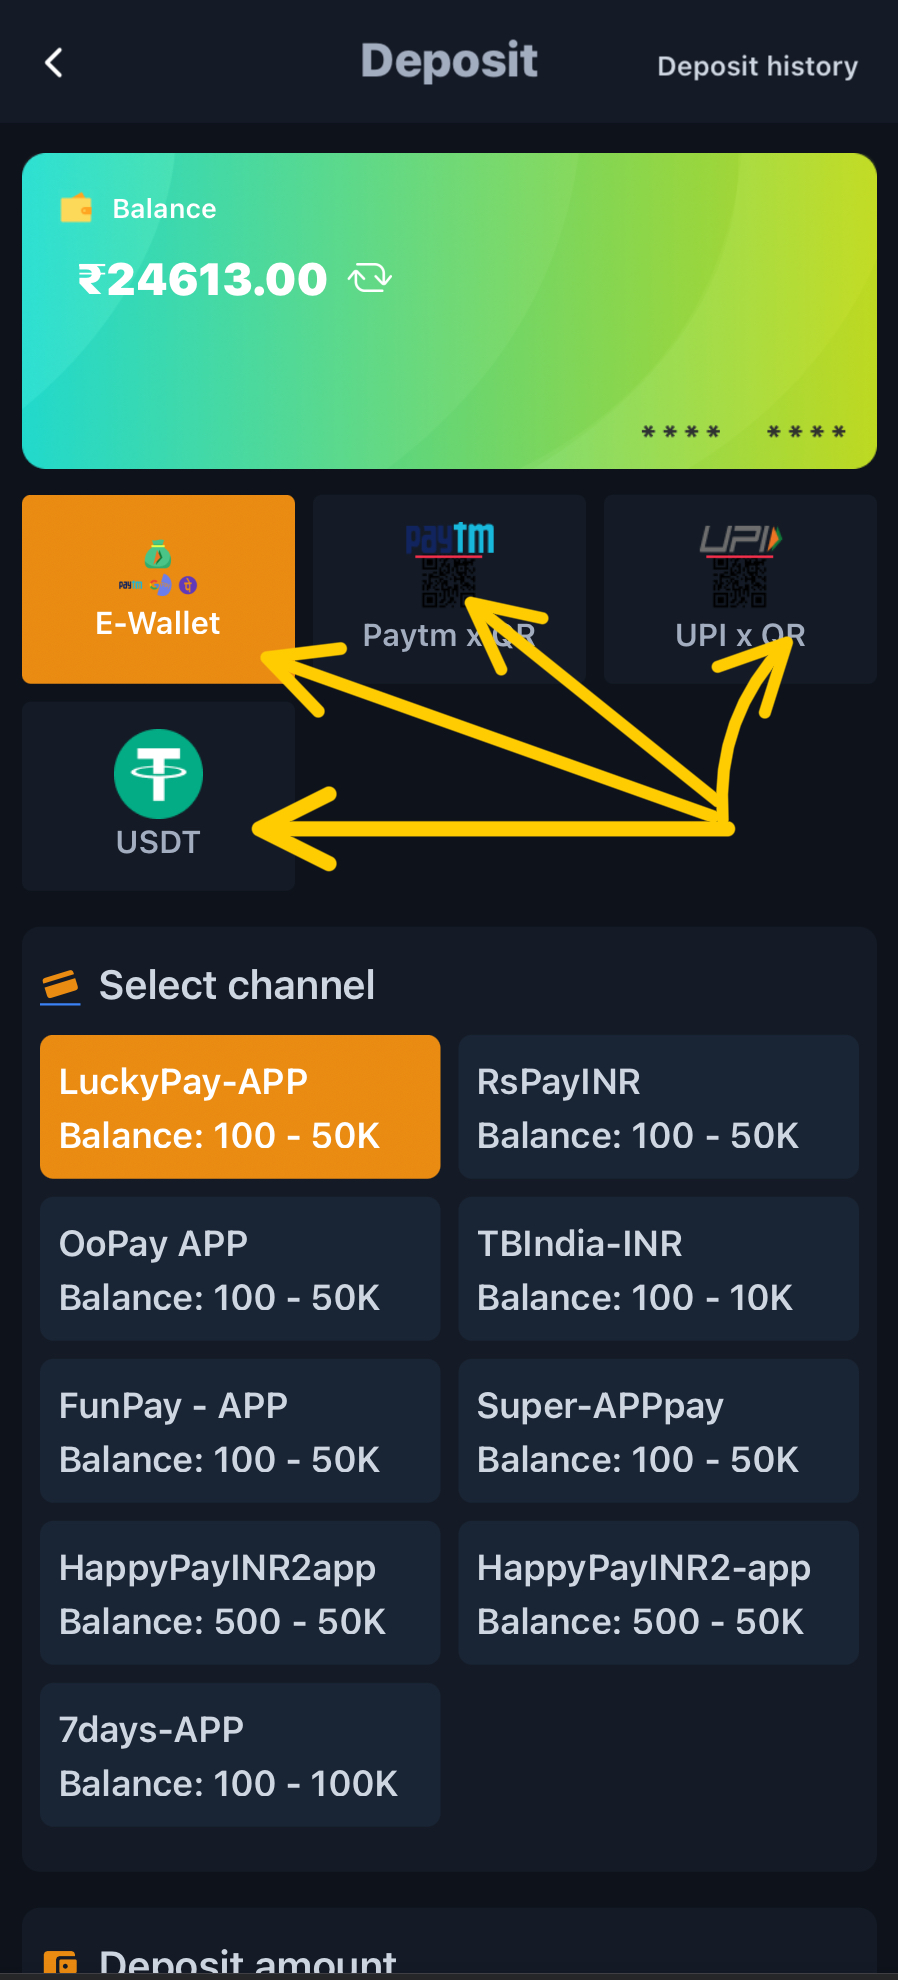 Deposit
Deposit history
Balance
₹24613.00
**** ****
paytm
UPI
paytm
E-Wallet
Paytm x QR
UPI x QR
USDT
Select channel
LuckyPay-APP
Balance: 100 - 50K
RsPayINR
Balance: 100 - 50K
OoPay APP
Balance: 100 - 50K
TBIndia-INR
Balance: 100 - 10K
FunPay - APP
Balance: 100 - 50K
Super-APPpay
Balance: 100 - 50K
HappyPayINR2app
Balance: 500 - 50K
HappyPayINR2-app
Balance: 500 - 50K
7days-APP
Balance: 100 - 100K
Deposit amount